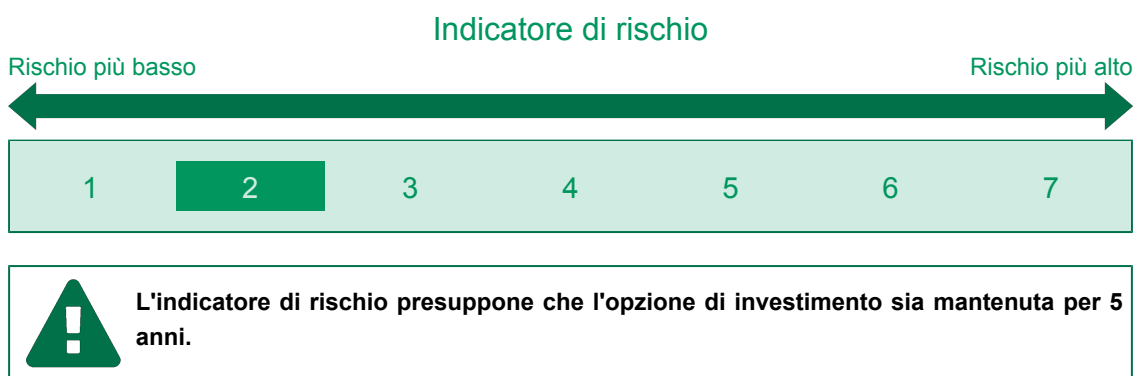 Indicatore di rischio
Rischio più basso Rischio più alto
1 2 3 4 5 6 7
L'indicatore di rischio presuppone che l'opzione di investimento sia mantenuta per 5
anni.